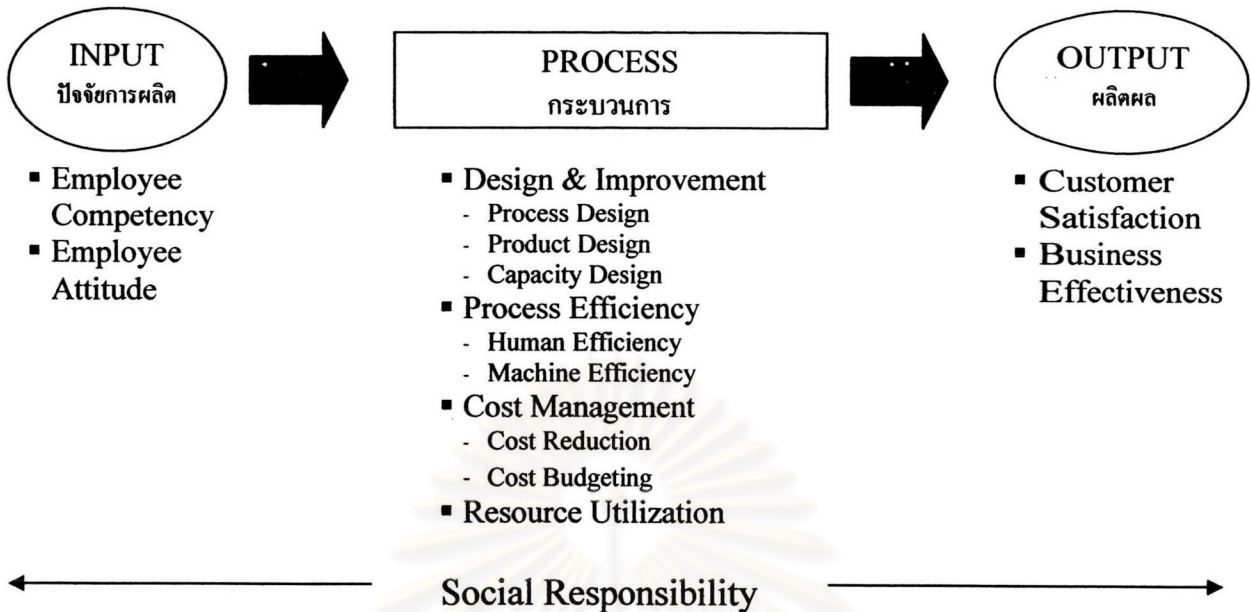 INPUT
ปัจจัยการผลิต
PROCESS
กระบวนการ
OUTPUT
ผลิตผล
▪ Employee
Competency
▪ Employee
Attitude
▪ Design & Improvement
- Process Design
- Product Design
- Capacity Design
▪ Process Efficiency
- Human Efficiency
- Machine Efficiency
▪ Cost Management
- Cost Reduction
- Cost Budgeting
▪ Resource Utilization
▪ Customer
Satisfaction
▪ Business
Effectiveness
Social Responsibility